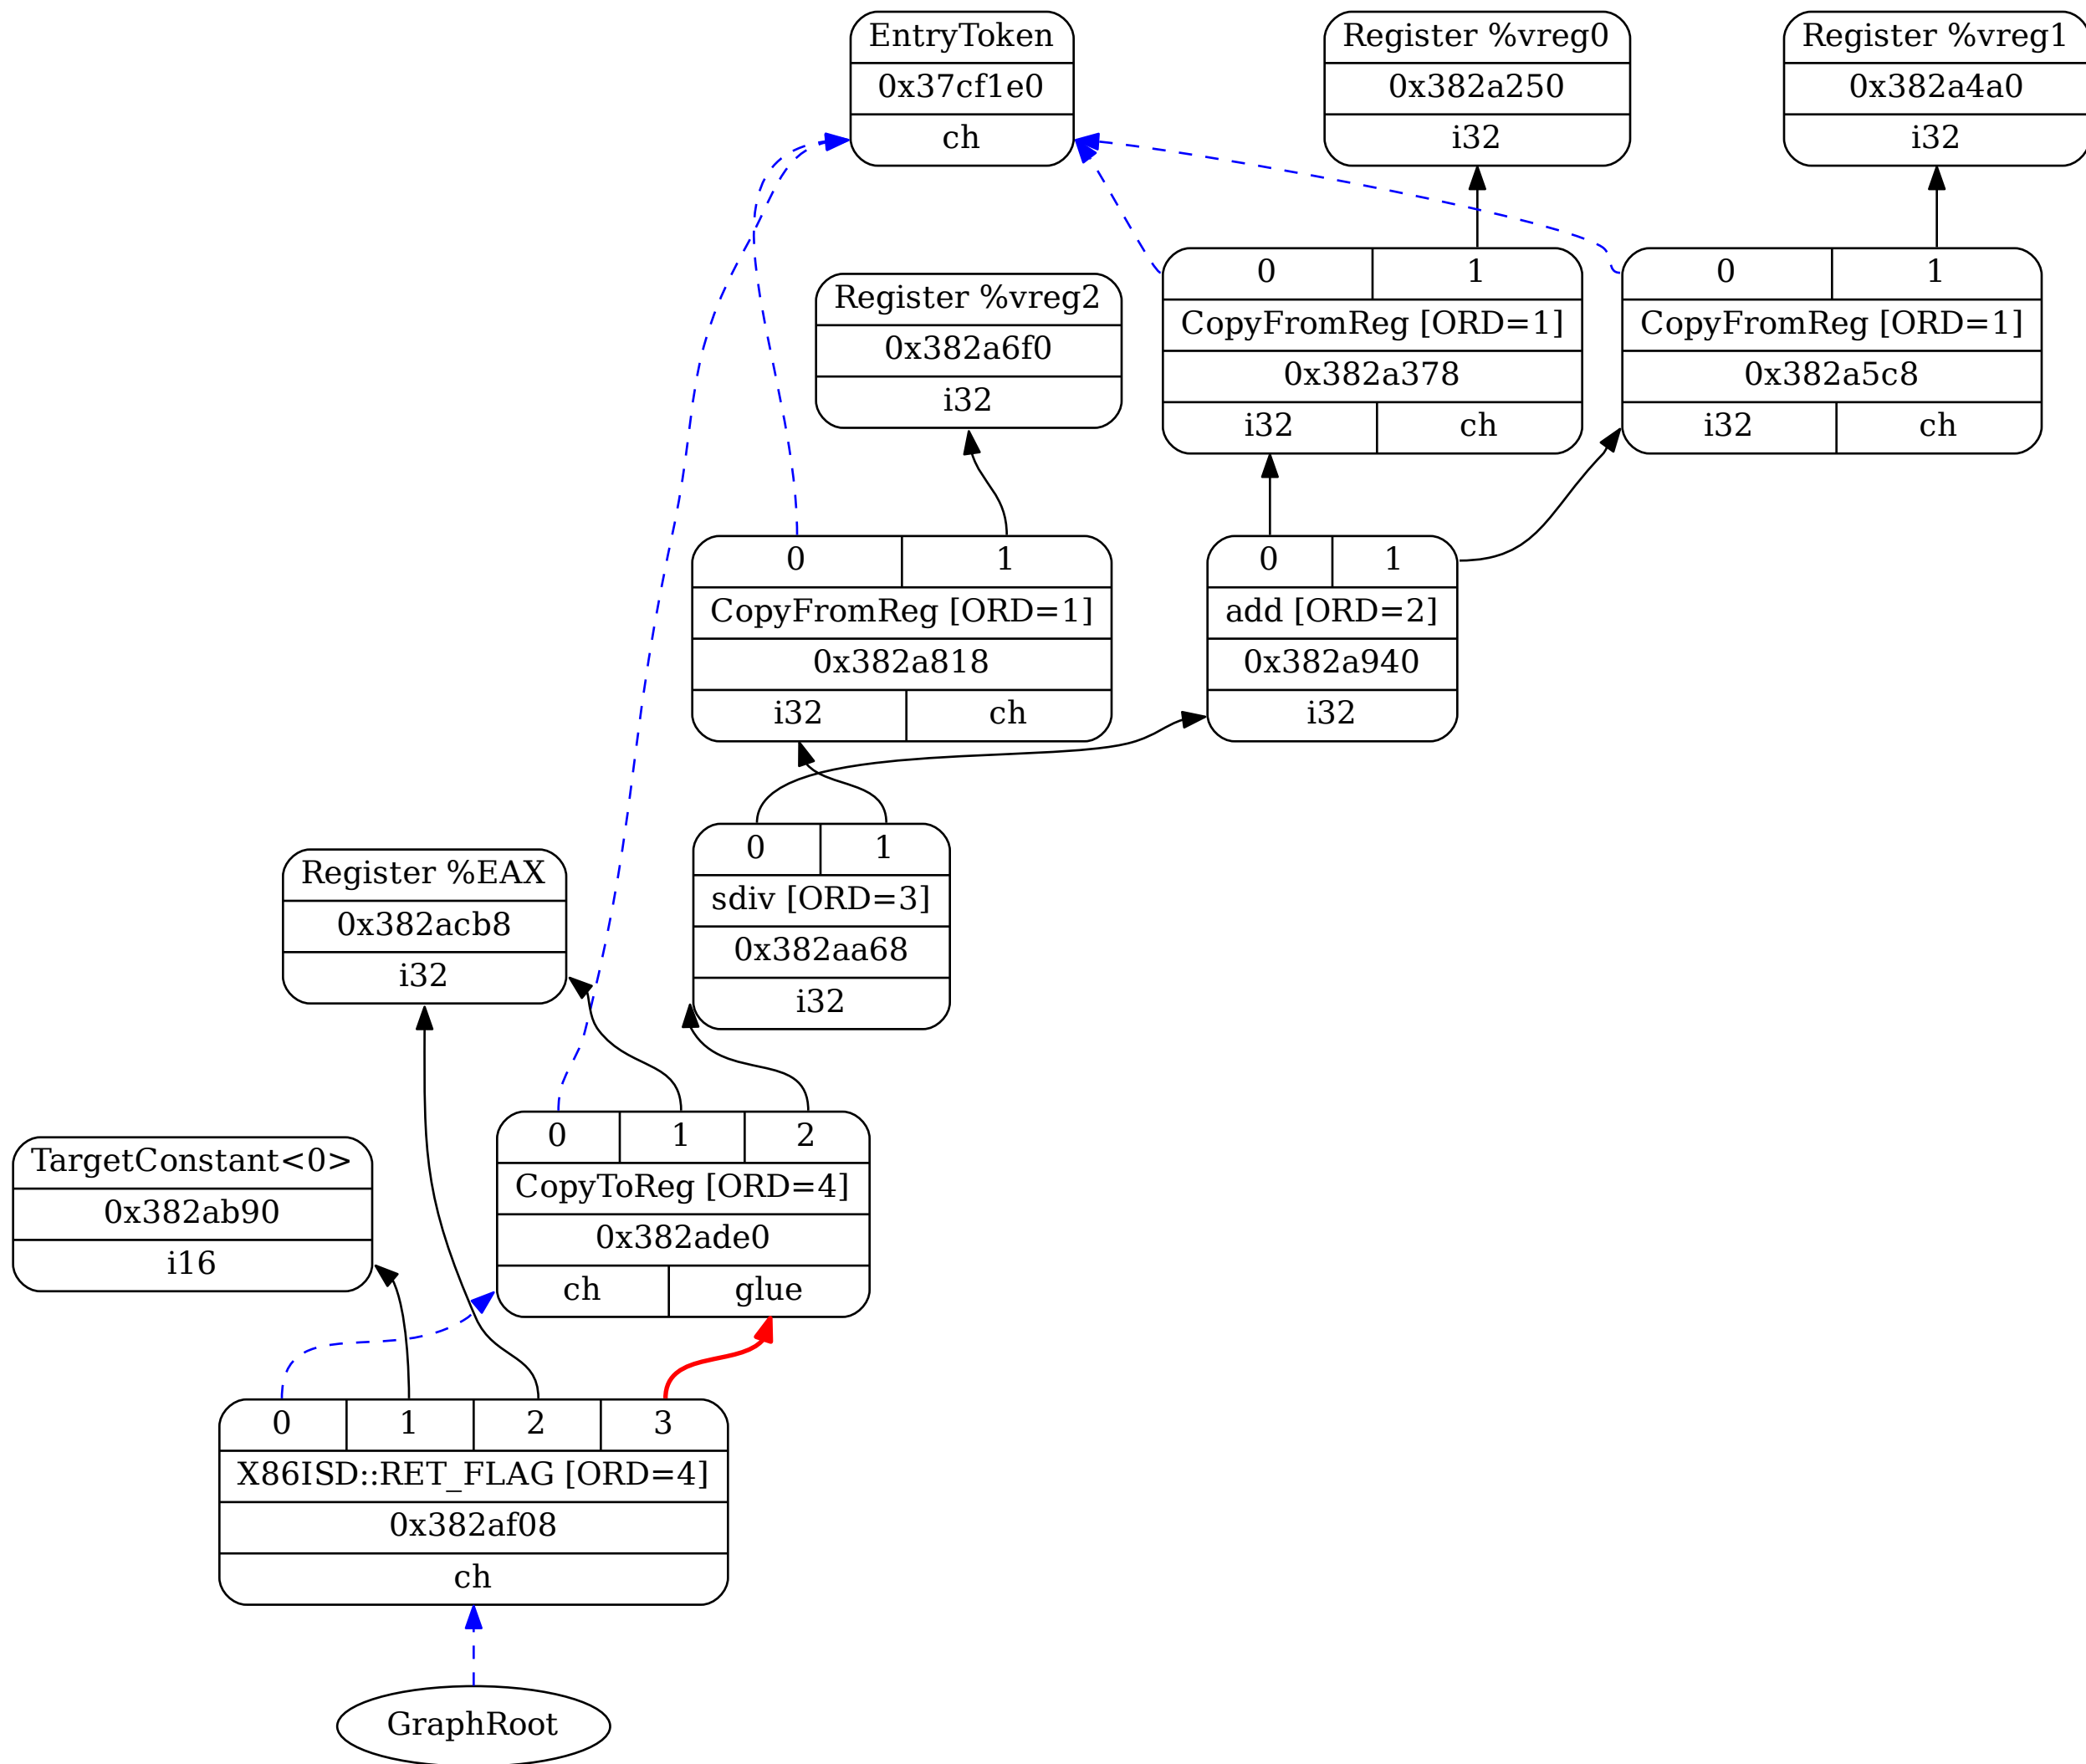 EntryToken
0x37cf1e0
ch
Register %vreg0
0x382a250
i32
Register %vreg1
0x382a4a0
i32
Register %vreg2
0x382a6f0
i32
0 1
CopyFromReg [ORD=1]
0x382a378
i32 ch
0 1
CopyFromReg [ORD=1]
0x382a5c8
i32 ch
0 1
CopyFromReg [ORD=1]
0x382a818
i32 ch
0 1
add [ORD=2]
0x382a940
i32
Register %EAX
0x382acb8
i32
0 1
sdiv [ORD=3]
0x382aa68
i32
TargetConstant<0>
0x382ab90
i16
0 1 2
CopyToReg [ORD=4]
0x382ade0
ch glue
0 1 2 3
X86ISD::RET_FLAG [ORD=4]
0x382af08
ch
GraphRoot